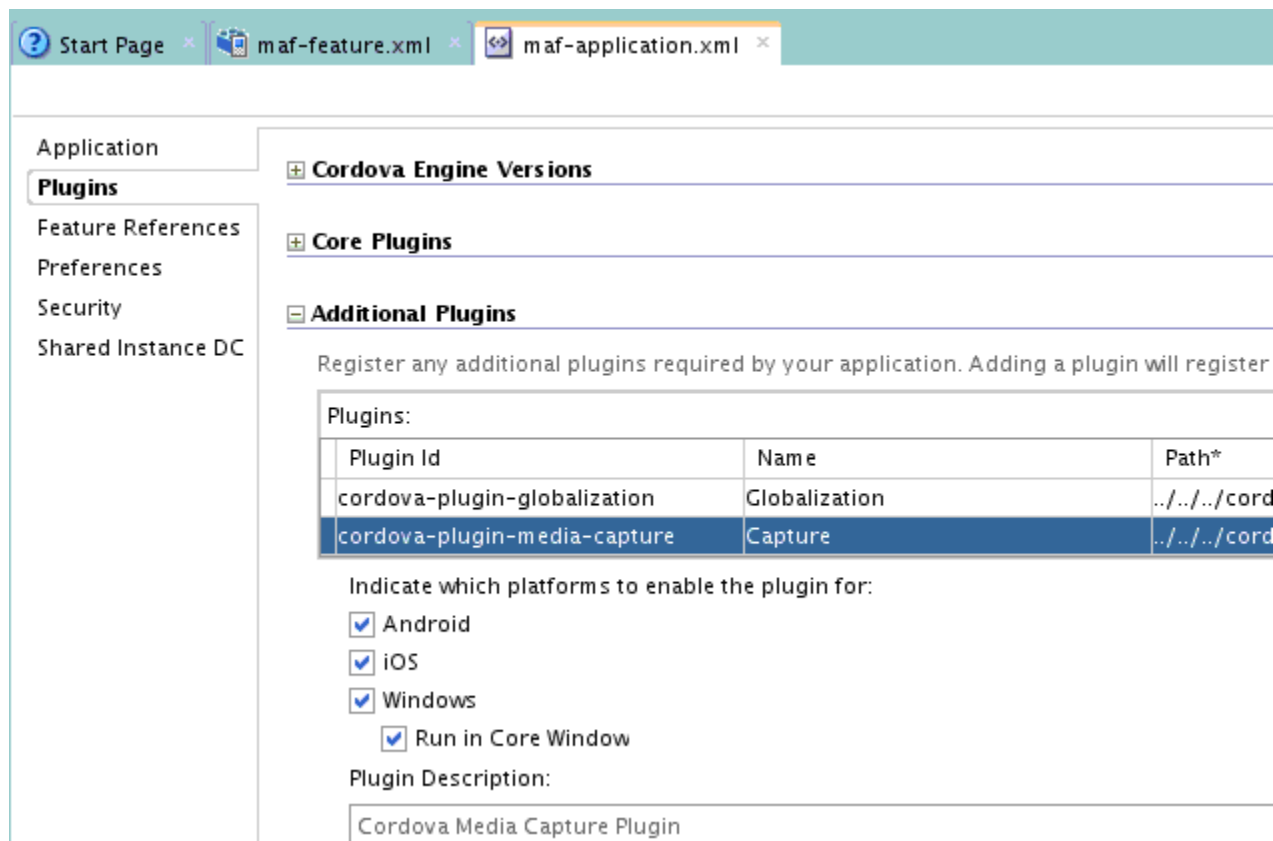 Start Page
maf-feature.xml
maf-application.xml
Application
Plugins
Feature References
Preferences
Security
Shared Instance DC
Cordova Engine Versions
Core Plugins
Additional Plugins
Register any additional plugins required by your application. Adding a plugin will register
Plugins:
Plugin Id Name Path*
cordova-plugin-globalization Globalization ../../../cord
cordova-plugin-media-capture Capture ../../../cord
Indicate which platforms to enable the plugin for:
Android
iOS
Windows
Run in Core Window
Plugin Description:
Cordova Media Capture Plugin